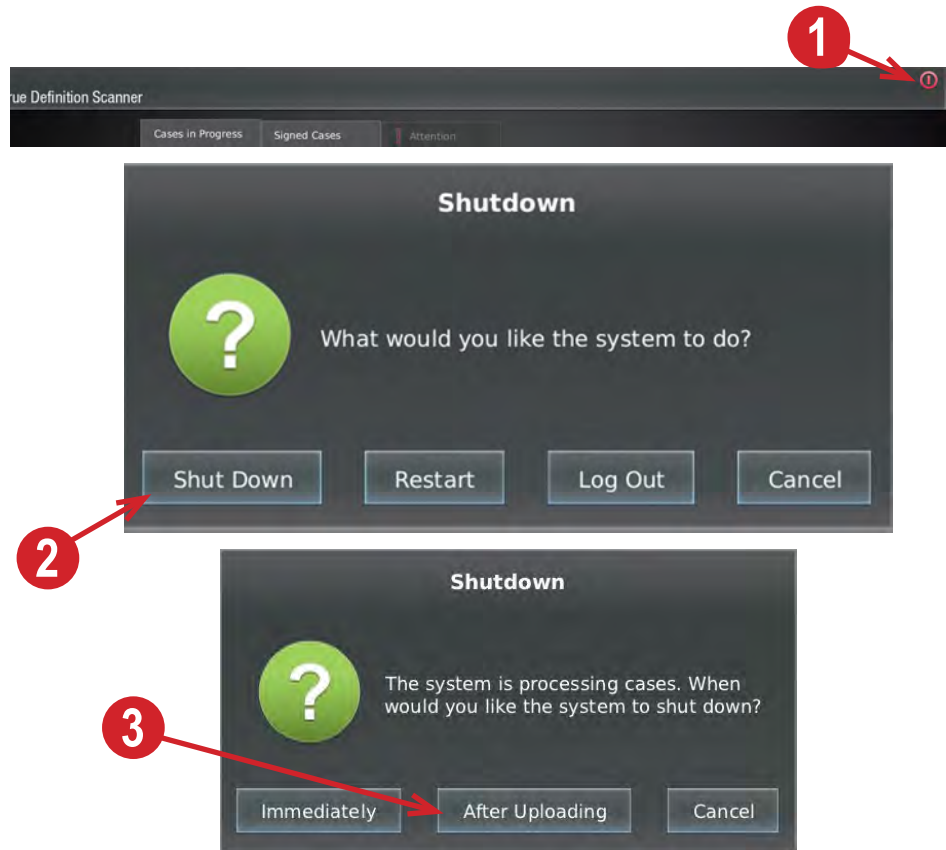 1
rue Definition Scanner
Cases in Progress Signed Cases Attention
Shutdown
?
What would you like the system to do?
Shut Down Restart Log Out Cancel
2
Shutdown
?
The system is processing cases. When
would you like the system to shut down?
3
Immediately After Uploading Cancel